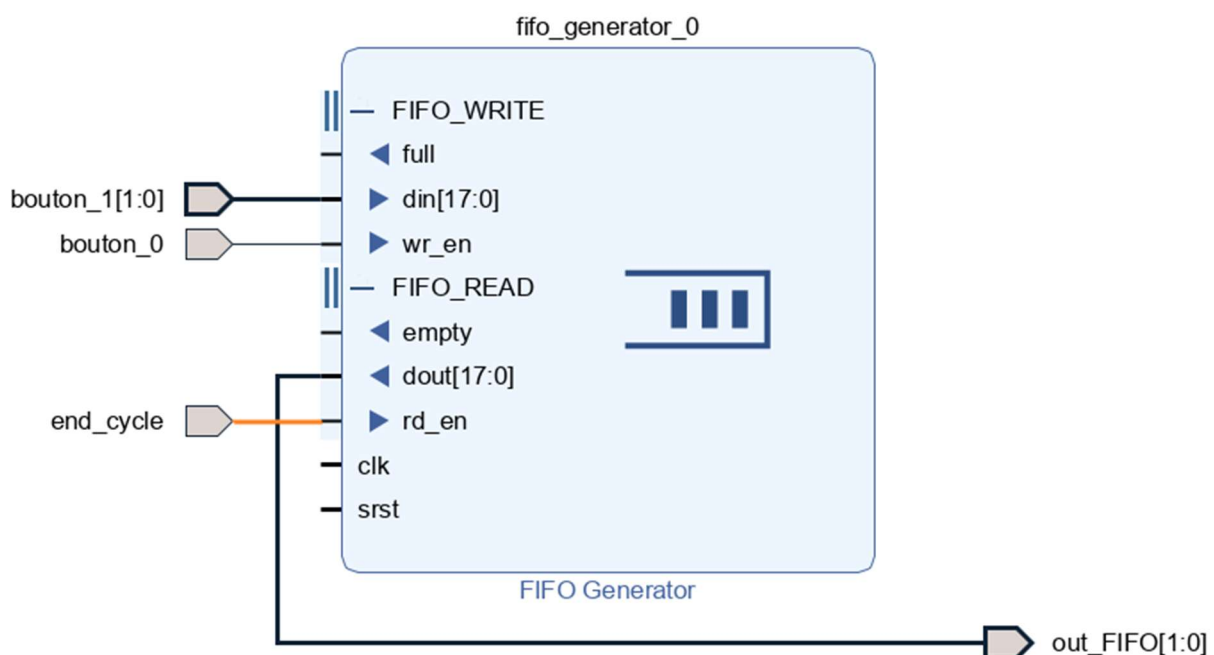 fifo_generator_0
FIFO_WRITE
full
bouton_1[1:0]
din[17:0]
bouton_0
wr_en
FIFO_READ
empty
dout[17:0]
end_cycle
rd_en
clk
srst
FIFO Generator
out_FIFO[1:0]